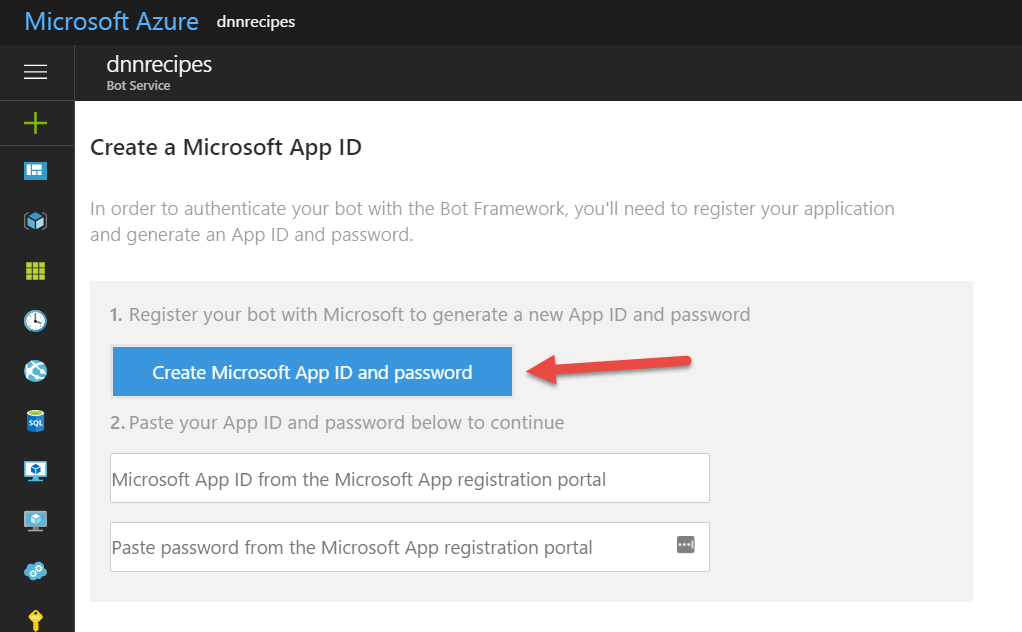 Microsoft Azure dnnrecipes
dnnrecipes
Bot Service
Create a Microsoft App ID
In order to authenticate your bot with the Bot Framework, you'll need to register your application
and generate an App ID and password.
1. Register your bot with Microsoft to generate a new App ID and password
Create Microsoft App ID and password
2. Paste your App ID and password below to continue
Microsoft App ID from the Microsoft App registration portal
Paste password from the Microsoft App registration portal
SQL